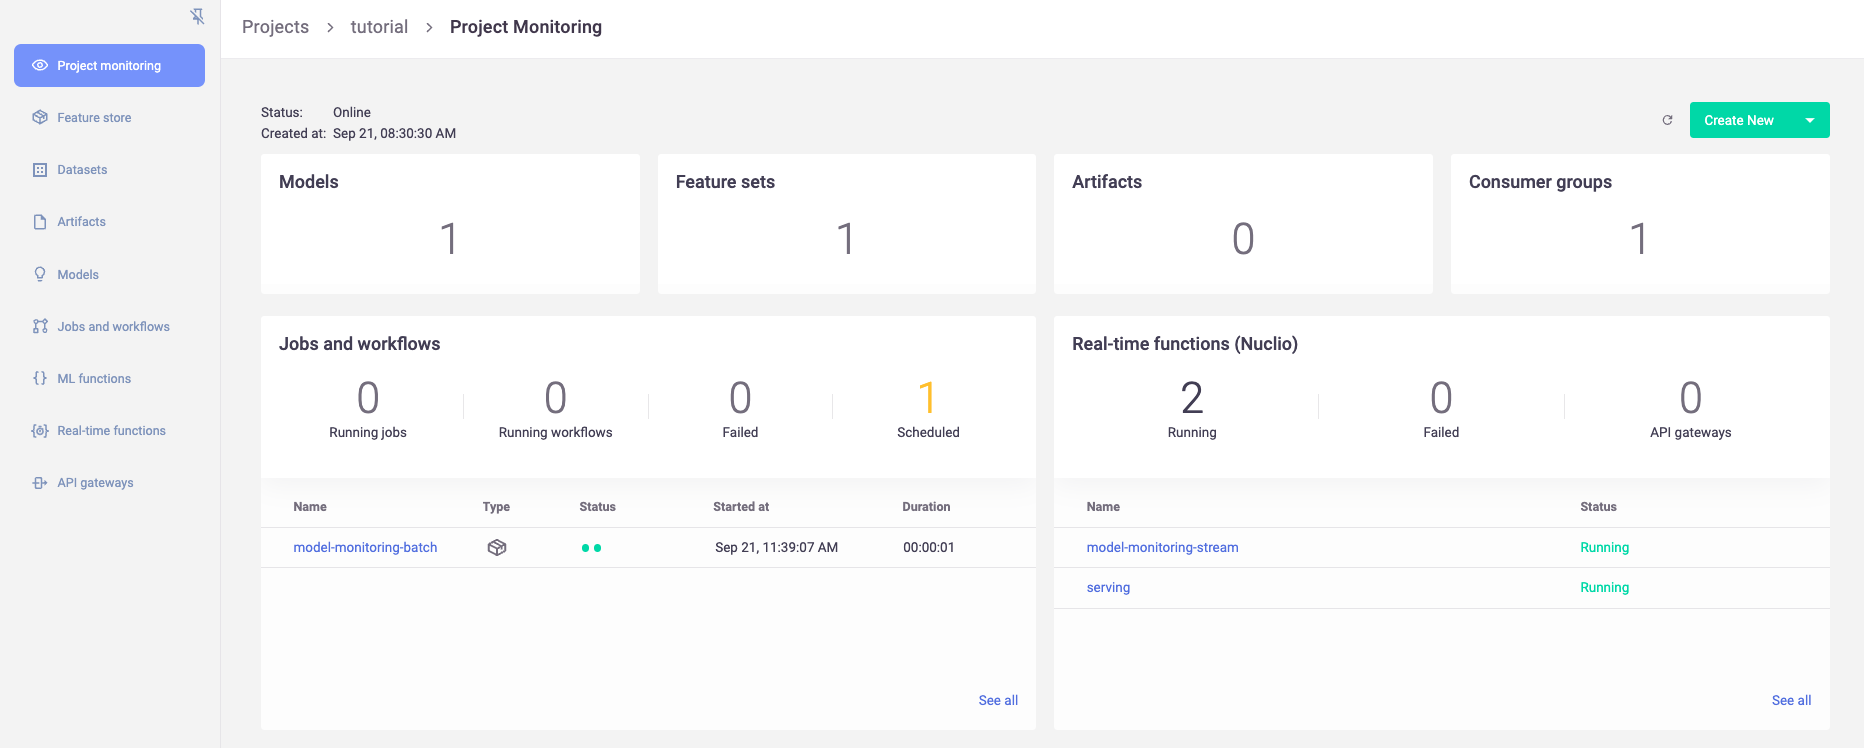 Projects > tutorial > Project Monitoring
Project monitoring
Feature store
Datasets
Artifacts
Models
Jobs and workflows
ML functions
Real-time functions
API gateways
Status: Online
Created at: Sep 21, 08:30:30 AM
Create New
Models
1
Feature sets
1
Artifacts
0
Consumer groups
1
Jobs and workflows
0 0 0 1
Running jobs Running workflows Failed Scheduled
Name Type Status Started at Duration
model-monitoring-batch Sep 21, 11:39:07 AM 00:00:01
See all
Real-time functions (Nuclio)
2 0 0
Running Failed API gateways
Name Status
model-monitoring-stream Running
serving Running
See all